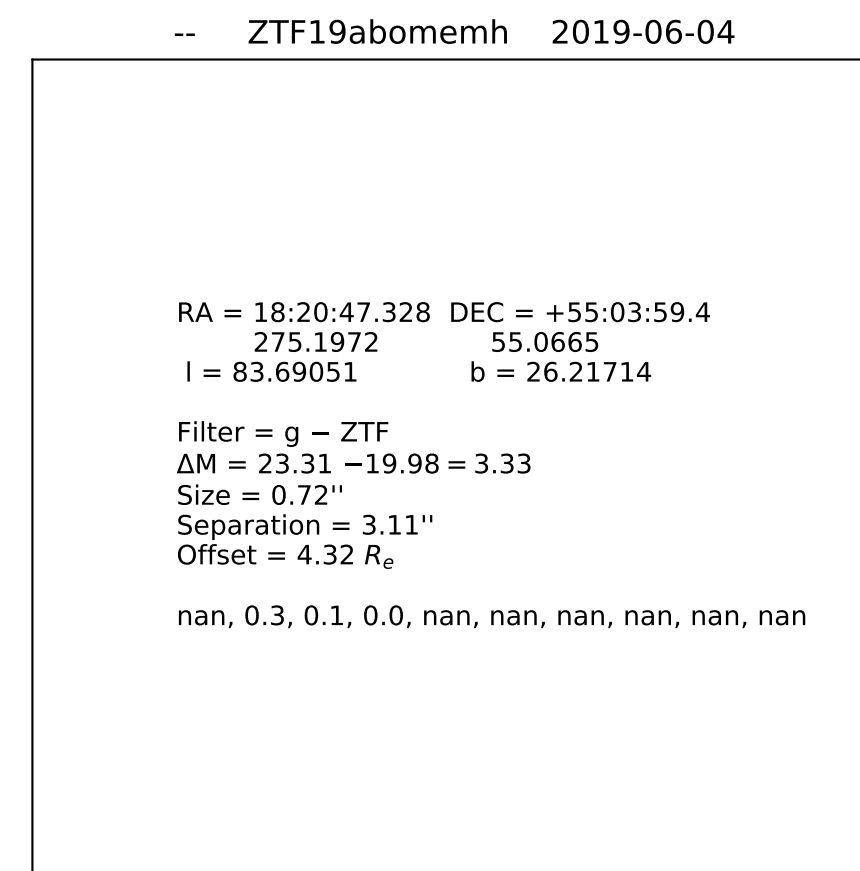 --   ZTF19abomemh   2019-06-04
RA = 18:20:47.328  DEC = +55:03:59.4
275.1972   55.0665
l = 83.69051   b = 26.21714
Filter = g − ZTF
ΔM = 23.31 −19.98 = 3.33
Size = 0.72''
Separation = 3.11''
Offset = 4.32 Re
nan, 0.3, 0.1, 0.0, nan, nan, nan, nan, nan, nan